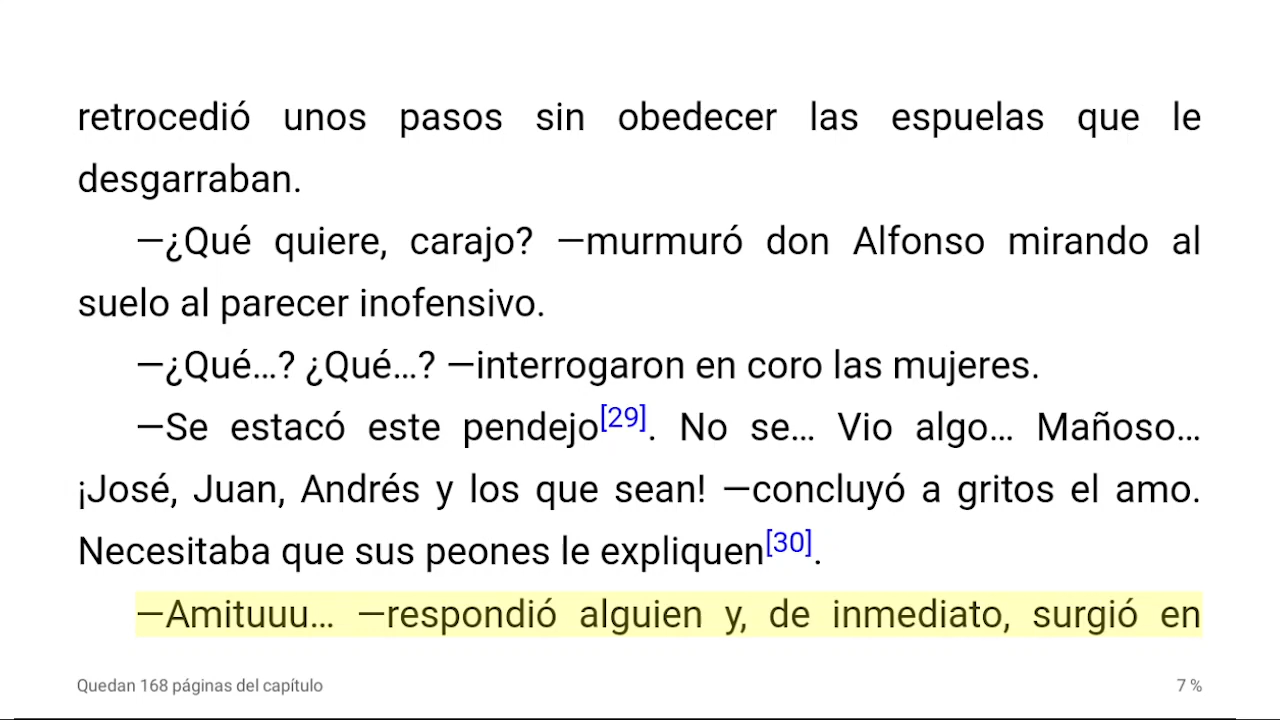 retrocedió unos pasos sin obedecer las espuelas que le
desgarraban.
—¿Qué quiere, carajo? —murmuró don Alfonso mirando al
suelo al parecer inofensivo.
—¿Qué…? ¿Qué…? —interrogaron en coro las mujeres.
—Se estacó este pendejo[29]. No se… Vio algo… Mañoso…
¡José, Juan, Andrés y los que sean! —concluyó a gritos el amo.
Necesitaba que sus peones le expliquen[30].
—Amituuu… —respondió alguien y, de inmediato, surgió en
Quedan 168 páginas del capítulo
7 %